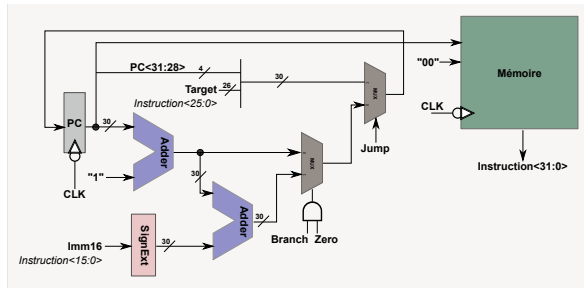 PC<31:28>
4
30
Target
26
Instruction<25:0>
MUX
"00"
Mémoire
CLK
PC
30
Adder
Jump
Instruction<31:0>
CLK
"1"
30
MUX
Adder
30
Imm16
Instruction<15:0>
SignExt
30
Branch Zero